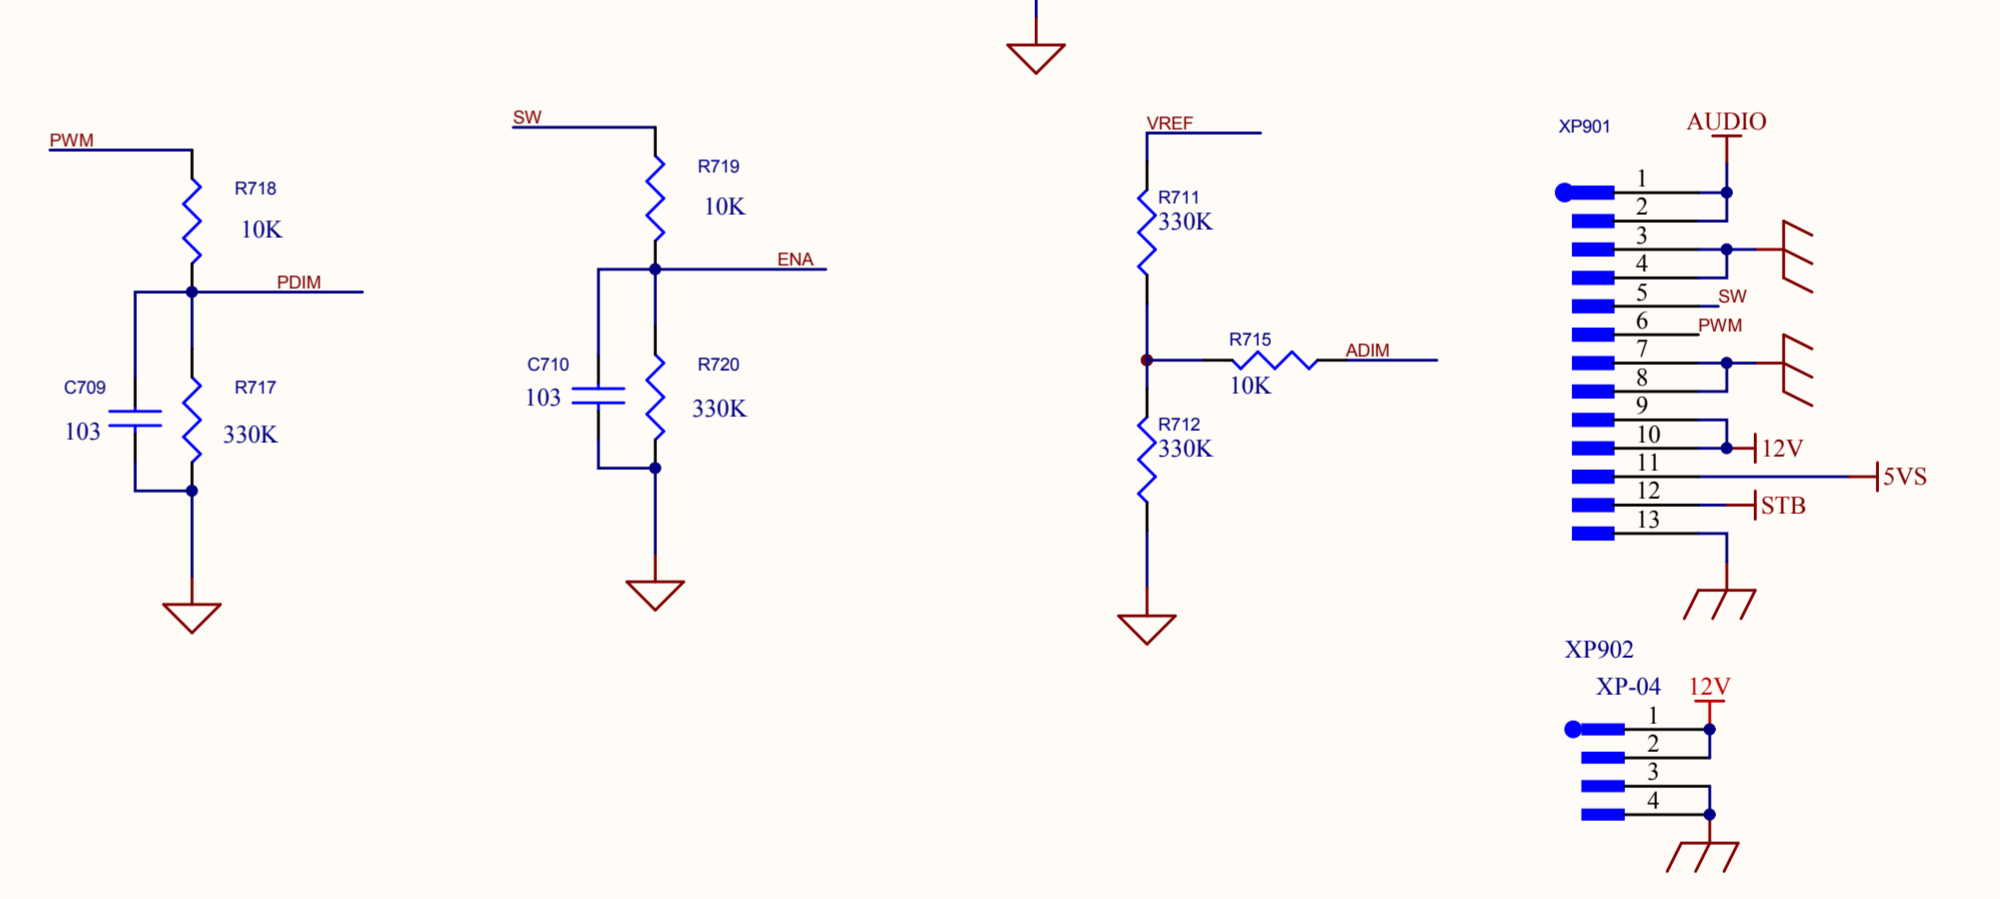 PWM
R718
10K
PDIM
C709
103
R717
330K
SW
R719
10K
ENA
C710
103
R720
330K
VREF
R711
330K
R715
10K
ADIM
R712
330K
XP901
AUDIO
1
2
3
4
5 SW
6 PWM
7
8
9
10 12V
11 5VS
12 STB
13
XP902
XP-04 12V
1
2
3
4